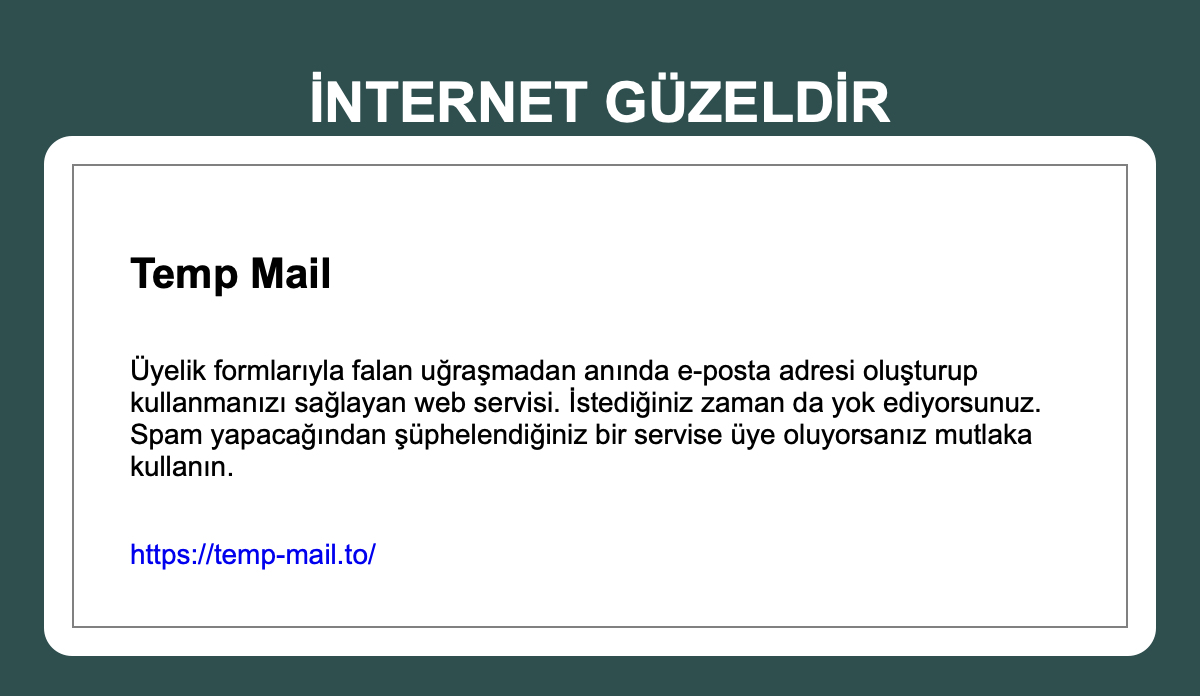 İNTERNET GÜZELDİR
Temp Mail
Üyelik formlarıyla falan uğraşmadan anında e-posta adresi oluşturup
kullanmanızı sağlayan web servisi. İstediğiniz zaman da yok ediyorsunuz.
Spam yapacağından şüphelendiğiniz bir servise üye oluyorsanız mutlaka
kullanın.
https://temp-mail.to/